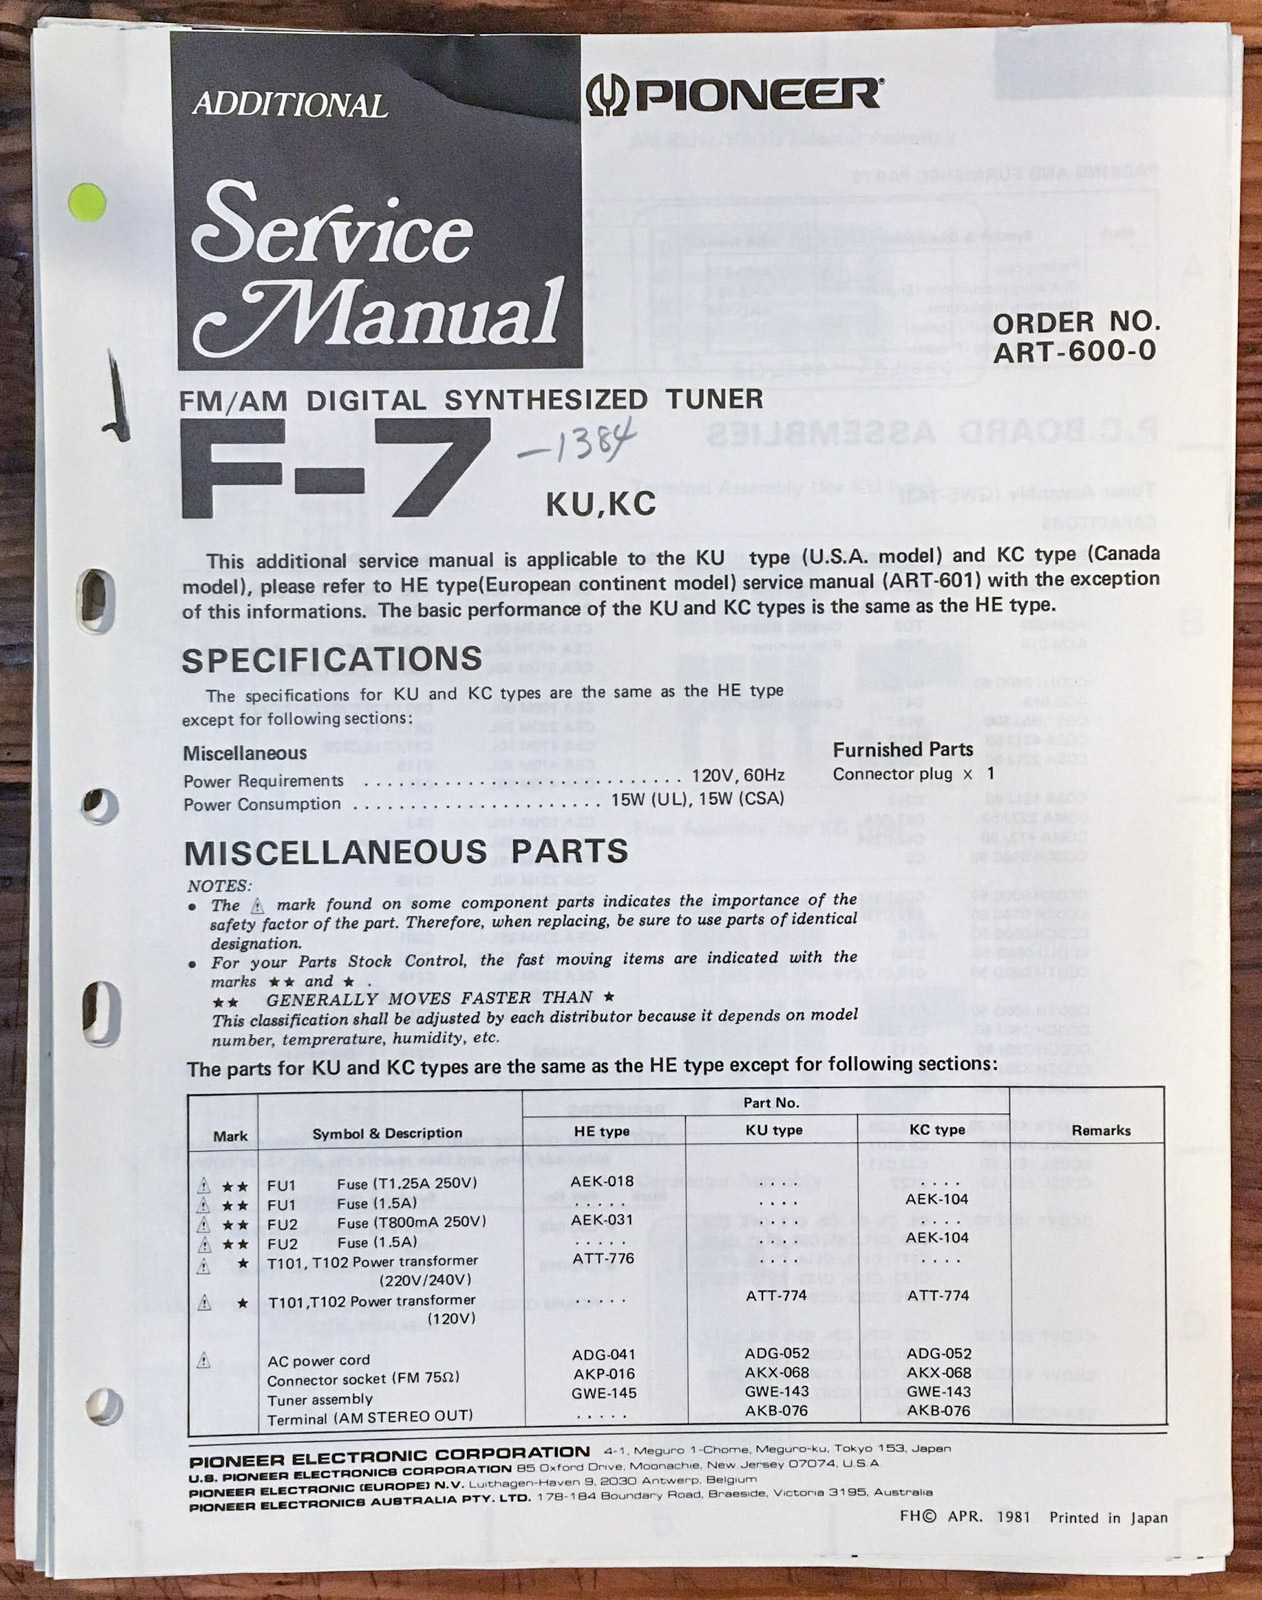 ADDITIONAL
Service
Manual
PIONEER®
ORDER NO.
ART-600-0
FM/AM DIGITAL SYNTHESIZED TUNER
F-7
-1384
KU,KC
This additional service manual is applicable to the KU type (U.S.A. model) and KC type (Canada
model), please refer to HE type(European continent model) service manual (ART-601) with the exception
of this informations. The basic performance of the KU and KC types is the same as the HE type.
SPECIFICATIONS
The specifications for KU and KC types are the same as the HE type
except for following sections:
Miscellaneous
Power Requirements . . . . . . . . . . . . . . . . . . . . . . . . . . . . . . 120V, 60Hz
Power Consumption . . . . . . . . . . . . . . . . . . . . . . . 15W (UL), 15W (CSA)
Furnished Parts
Connector plug × 1
MISCELLANEOUS PARTS
NOTES:
• The ⚠ mark found on some component parts indicates the importance of the
safety factor of the part. Therefore, when replacing, be sure to use parts of identical
designation.
• For your Parts Stock Control, the fast moving items are indicated with the
marks ★★ and ★ .
★★ GENERALLY MOVES FASTER THAN ★
This classification shall be adjusted by each distributor because it depends on model
number, temprerature, humidity, etc.
The parts for KU and KC types are the same as the HE type except for following sections:
Part No.
Mark Symbol & Description HE type KU type KC type Remarks
⚠ ★★ FU1 Fuse (T1.25A 250V) AEK-018 . . . . . . . .
⚠ ★★ FU1 Fuse (1.5A) . . . . . . . . . AEK-104
⚠ ★★ FU2 Fuse (T800mA 250V) AEK-031 . . . . . . . .
⚠ ★★ FU2 Fuse (1.5A) . . . . . . . . . AEK-104
⚠ ★ T101, T102 Power transformer ATT-776 . . . . . . . .
(220V/240V)
⚠ ★ T101,T102 Power transformer . . . . . ATT-774 ATT-774
(120V)
⚠ AC power cord ADG-041 ADG-052 ADG-052
Connector socket (FM 75Ω) AKP-016 AKX-068 AKX-068
Tuner assembly GWE-145 GWE-143 GWE-143
Terminal (AM STEREO OUT) . . . . . AKB-076 AKB-076
PIONEER ELECTRONIC CORPORATION 4-1, Meguro 1-Chome, Meguro-ku, Tokyo 153, Japan
U.S. PIONEER ELECTRONICS CORPORATION 85 Oxford Drive, Moonachie, New Jersey 07074, U.S.A.
PIONEER ELECTRONIC (EUROPE) N.V. Luithagen-Haven 9, 2030 Antwerp, Belgium
PIONEER ELECTRONICS AUSTRALIA PTY. LTD. 178-184 Boundary Road, Braeside, Victoria 3195, Australia
FH© APR. 1981 Printed in Japan